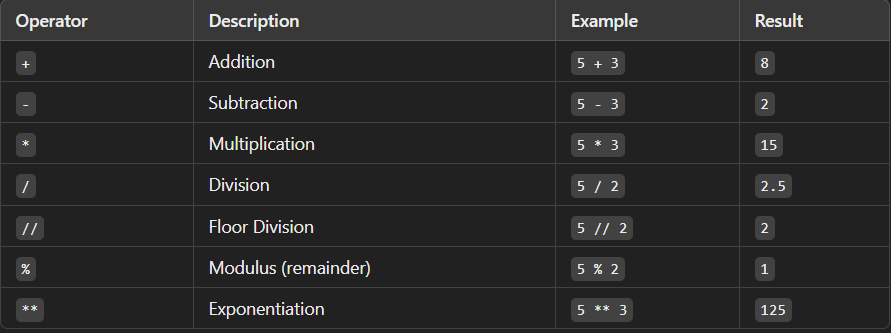 Operator Description Example Result
+ Addition 5 + 3 8
- Subtraction 5 - 3 2
* Multiplication 5 * 3 15
/ Division 5 / 2 2.5
// Floor Division 5 // 2 2
% Modulus (remainder) 5 % 2 1
** Exponentiation 5 ** 3 125